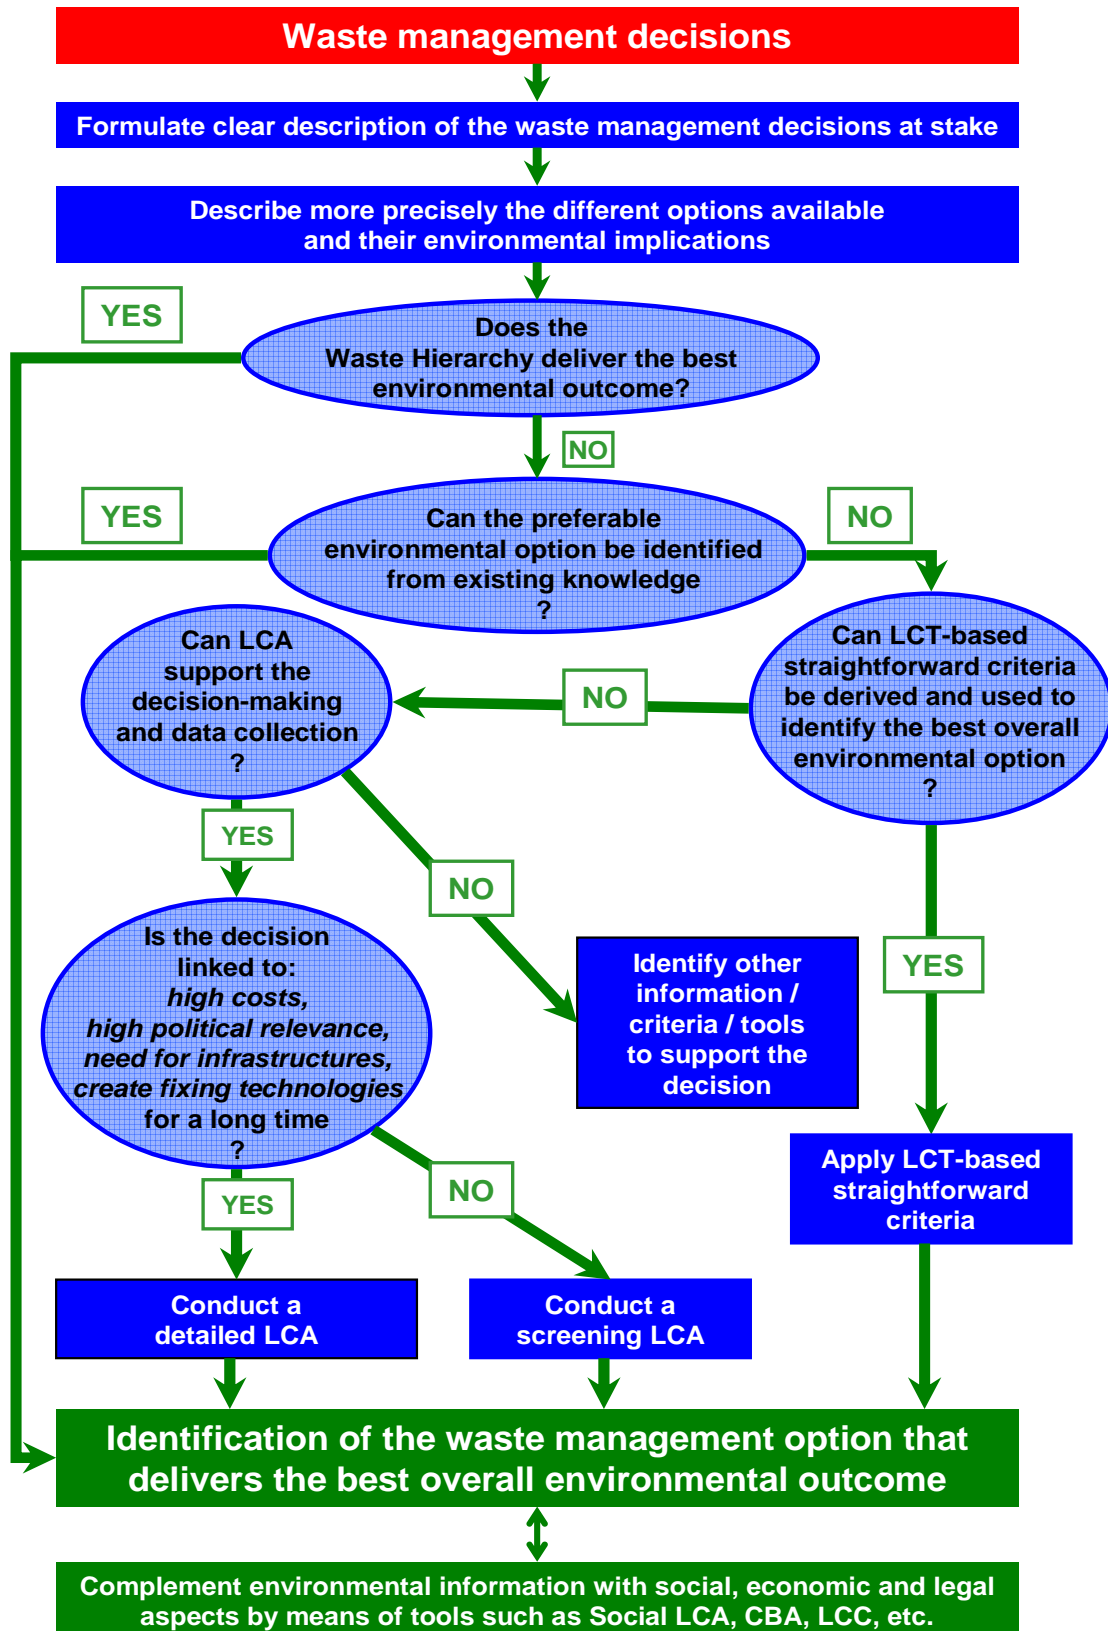 Waste management decisions
Formulate clear description of the waste management decisions at stake
Describe more precisely the different options available
and their environmental implications
YES
Does the
Waste Hierarchy deliver the best
environmental outcome?
NO
YES
Can the preferable
environmental option be identified
from existing knowledge
?
NO
Can LCA
support the
decision-making
and data collection
?
NO
Can LCT-based
straightforward criteria
be derived and used to
identify the best overall
environmental option
?
YES
NO
Is the decision
linked to:
high costs,
high political relevance,
need for infrastructures,
create fixing technologies
for a long time
?
Identify other
information /
criteria / tools
to support the
decision
YES
YES
NO
Apply LCT-based
straightforward
criteria
Conduct a
detailed LCA
Conduct a
screening LCA
Identification of the waste management option that
delivers the best overall environmental outcome
Complement environmental information with social, economic and legal
aspects by means of tools such as Social LCA, CBA, LCC, etc.